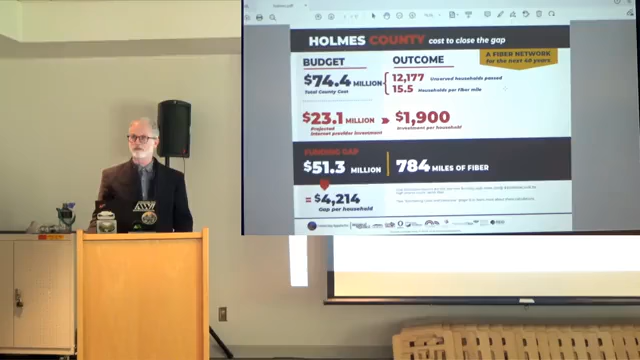 HOLMES COUNTY cost to close the gap
A FIBER NETWORK
for the next 40 years
BUDGET
OUTCOME
$74.4 MILLION
Total County Cost
12,177 Unserved households passed
15.5 Households per fiber mile
$23.1 MILLION
Projected
Internet provider investment
$1,900
Investment per household
FUNDING GAP
$51.3 MILLION
784 MILES OF FIBER
= $4,214
Gap per household